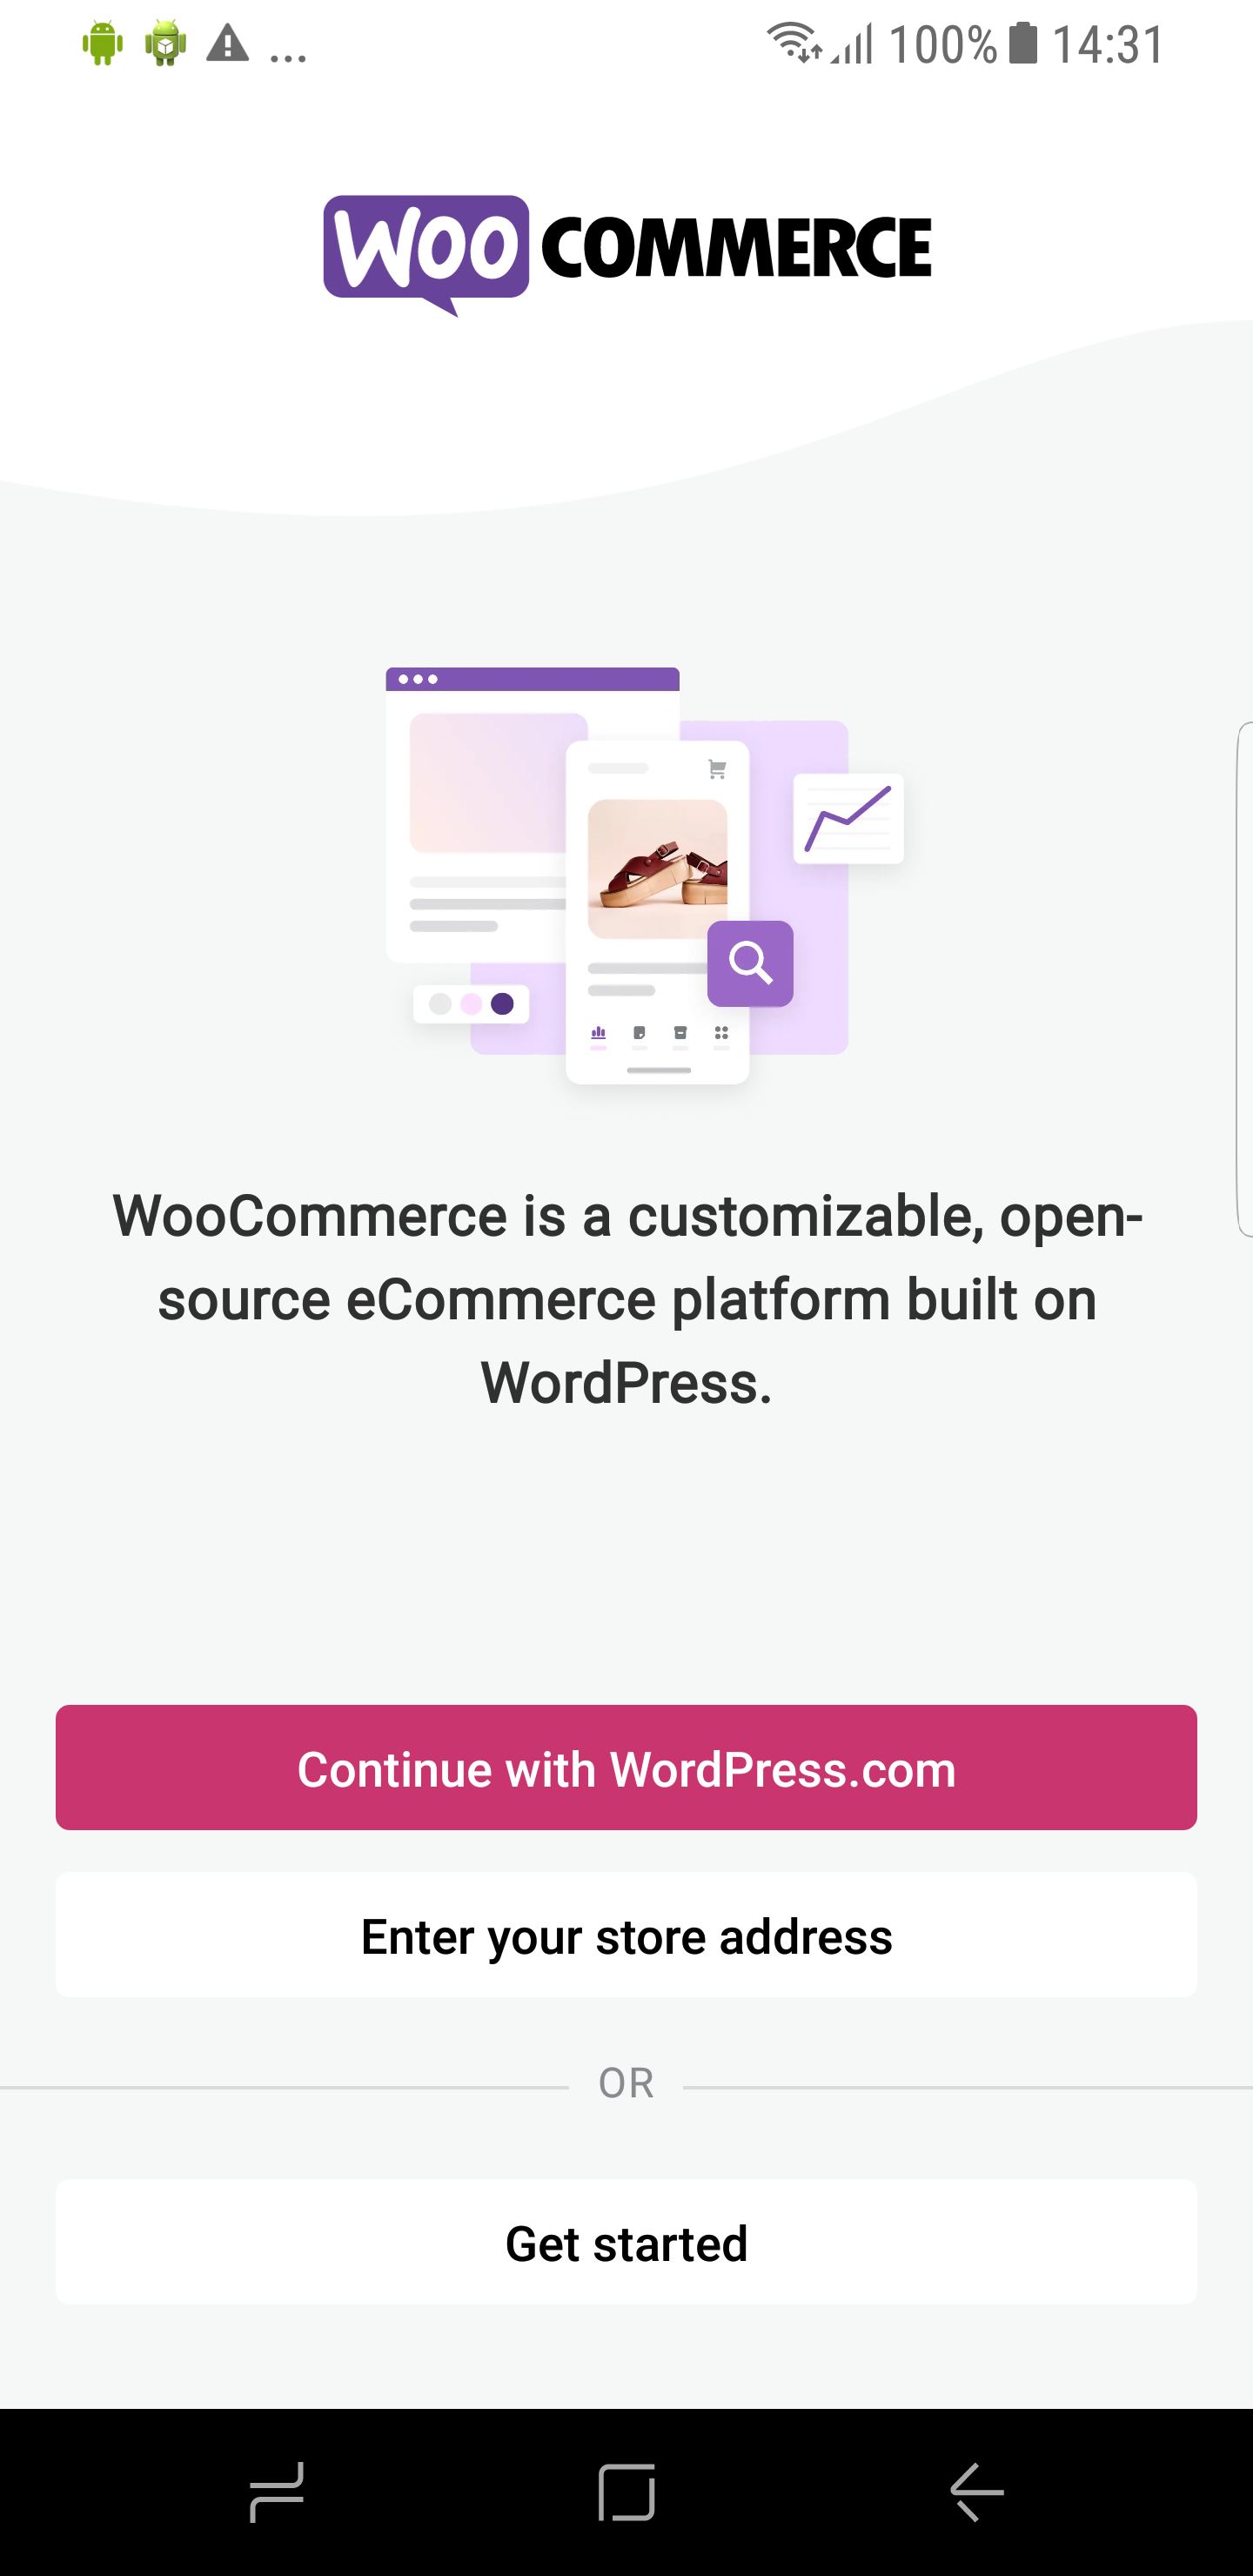 ... 100% 14:31
WOO COMMERCE
WooCommerce is a customizable, open-
source eCommerce platform built on
WordPress.
Continue with WordPress.com
Enter your store address
OR
Get started